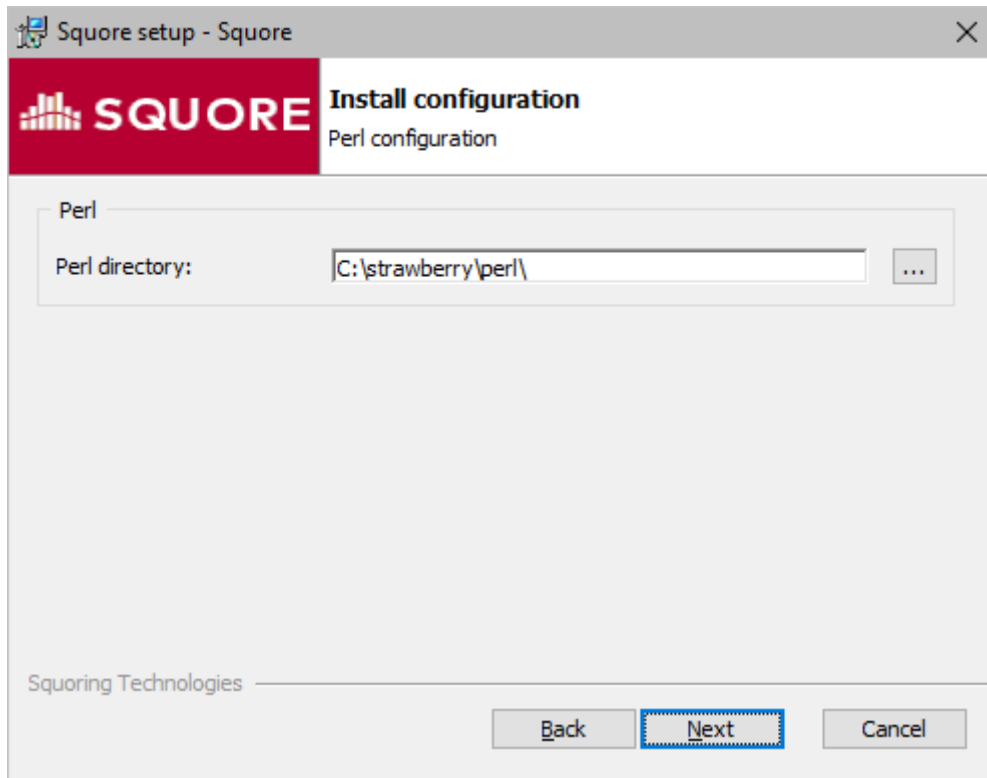 Squore setup - Squore
SQUORE
Install configuration
Perl configuration
Perl
Perl directory:
C:\strawberry\perl\
...
Squoring Technologies
Back
Next
Cancel